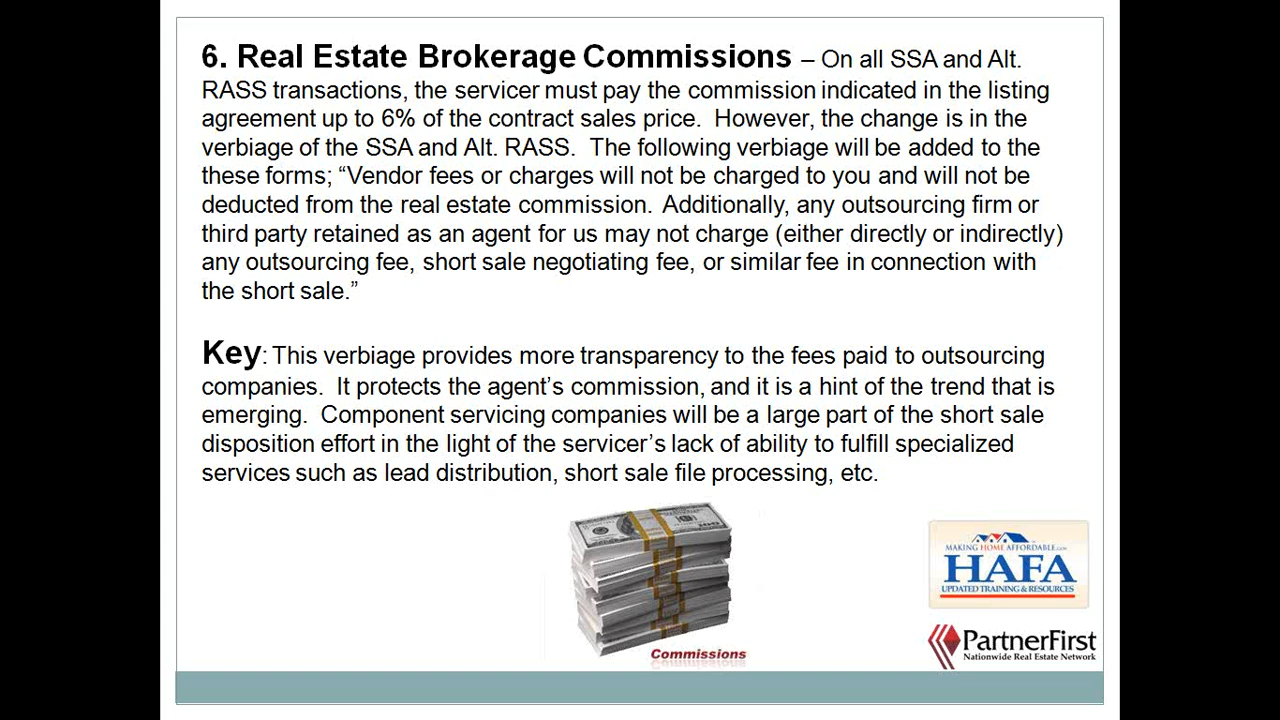 6. Real Estate Brokerage Commissions – On all SSA and Alt.
RASS transactions, the servicer must pay the commission indicated in the listing
agreement up to 6% of the contract sales price. However, the change is in the
verbiage of the SSA and Alt. RASS. The following verbiage will be added to the
these forms; “Vendor fees or charges will not be charged to you and will not be
deducted from the real estate commission. Additionally, any outsourcing firm or
third party retained as an agent for us may not charge (either directly or indirectly)
any outsourcing fee, short sale negotiating fee, or similar fee in connection with
the short sale.”
Key: This verbiage provides more transparency to the fees paid to outsourcing
companies. It protects the agent’s commission, and it is a hint of the trend that is
emerging. Component servicing companies will be a large part of the short sale
disposition effort in the light of the servicer’s lack of ability to fulfill specialized
services such as lead distribution, short sale file processing, etc.
Commissions
MAKING HOME AFFORDABLE.GOV
HAFA
UPDATED TRAINING & RESOURCES
PartnerFirst
Nationwide Real Estate Network